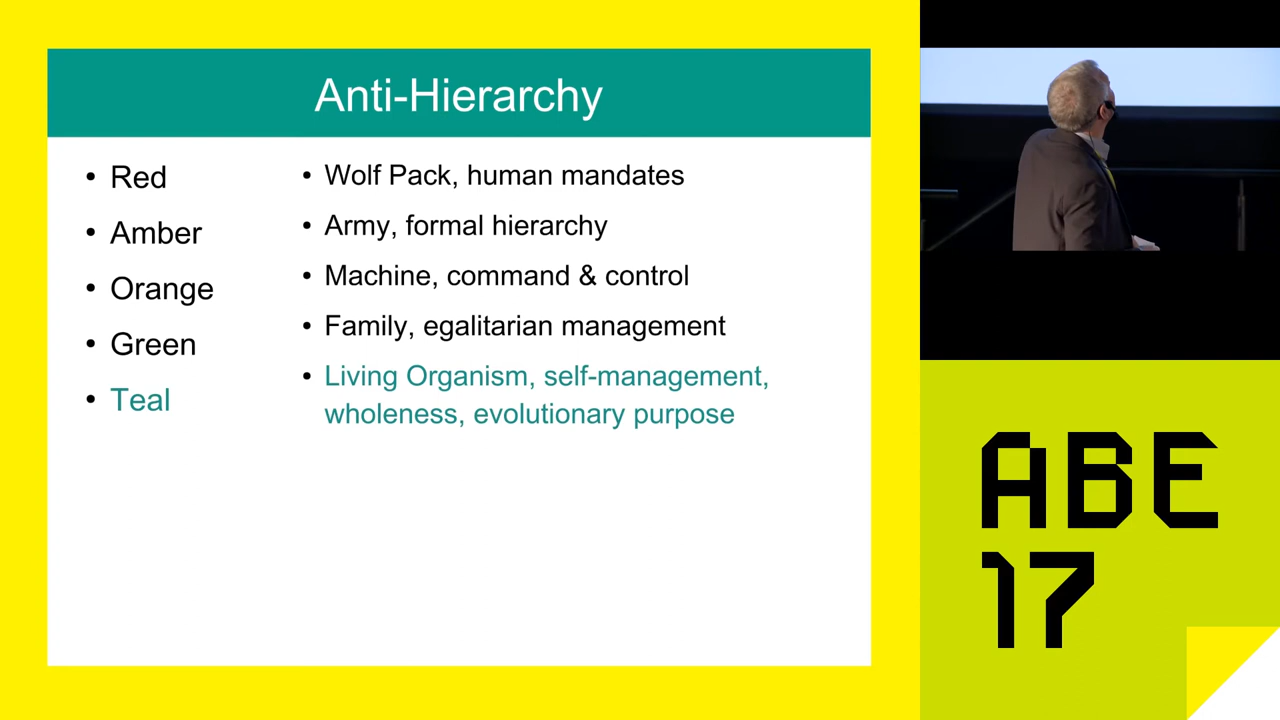 Anti-Hierarchy
• Red
• Amber
• Orange
• Green
• Teal
• Wolf Pack, human mandates
• Army, formal hierarchy
• Machine, command & control
• Family, egalitarian management
• Living Organism, self-management,
wholeness, evolutionary purpose
ABE
17